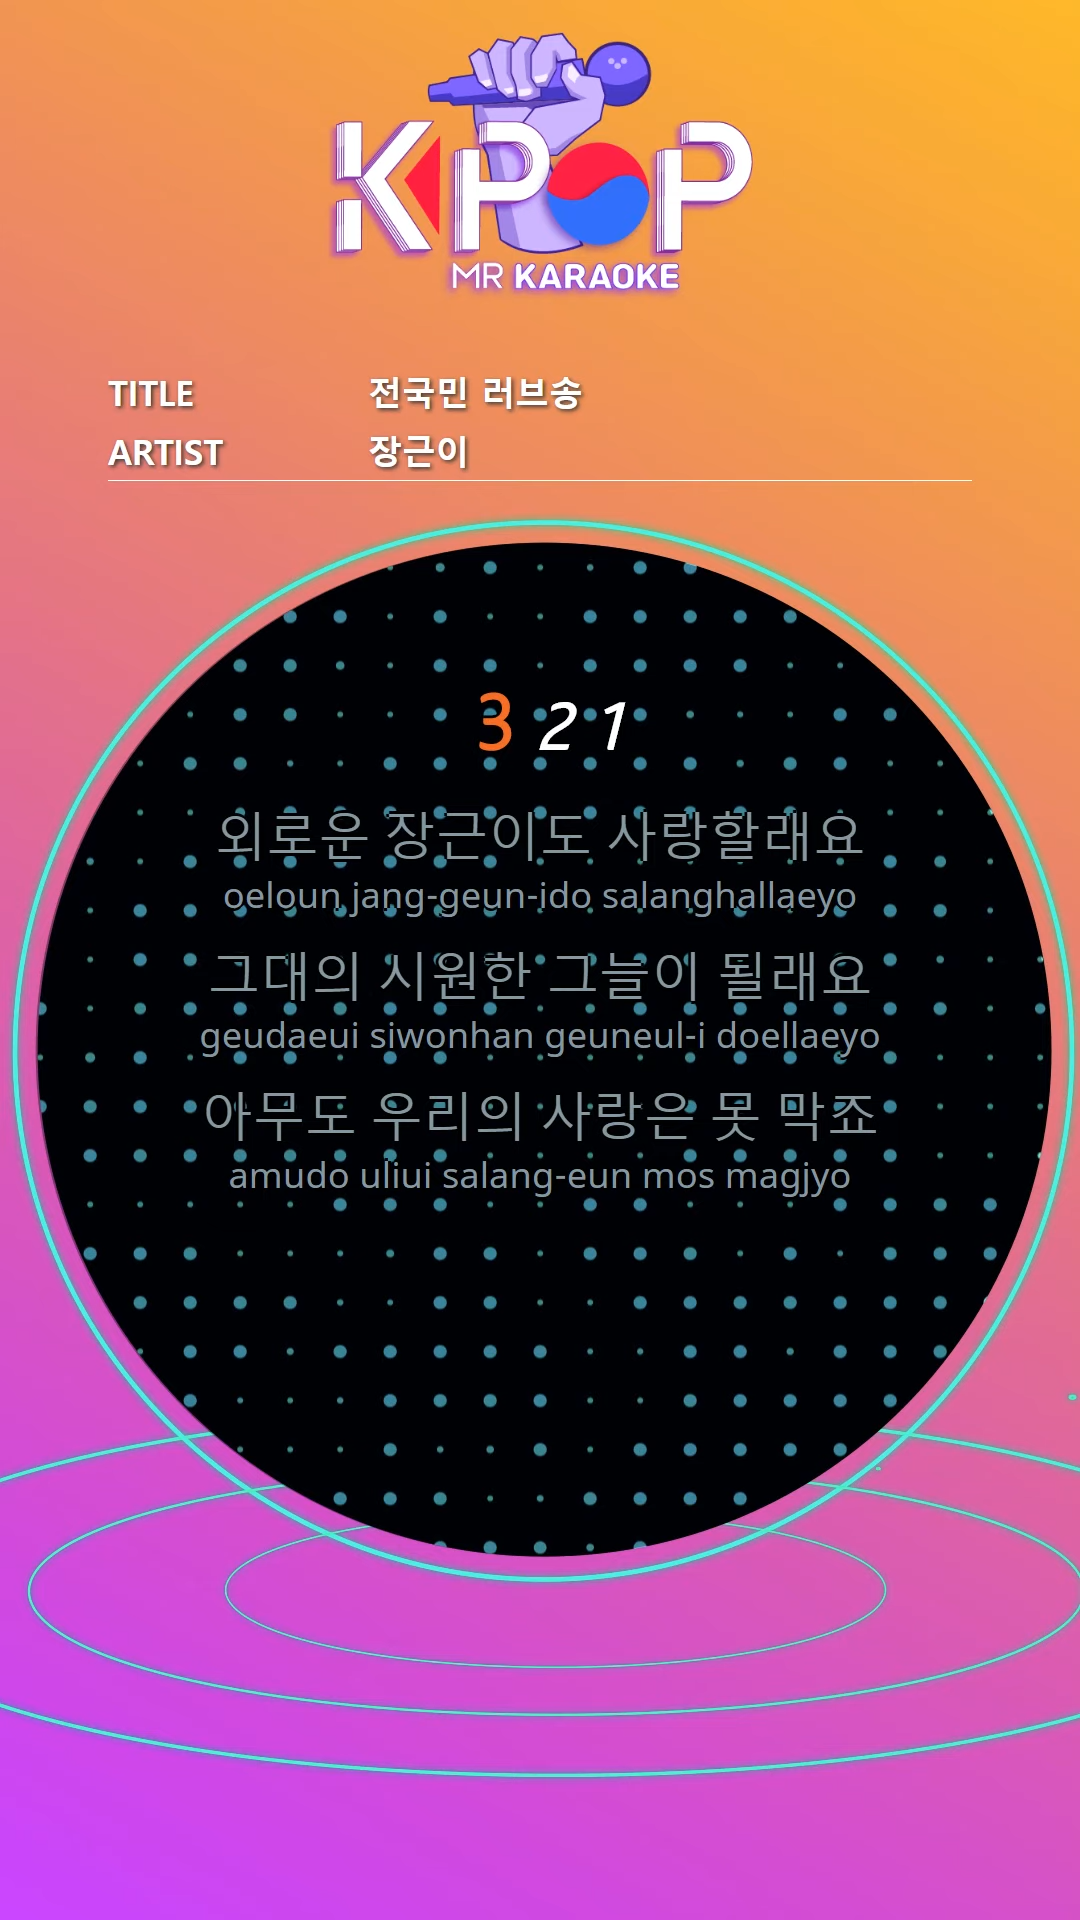 KPOP
MR KARAOKE
TITLE 전국민 러브송
ARTIST 장근이
3 2 1
외로운 장근이도 사랑할래요
oeloun jang-geun-ido salanghallaeyo
그대의 시원한 그늘이 될래요
geudaeui siwonhan geuneul-i doellaeyo
아무도 우리의 사랑은 못 막죠
amudo uliui salang-eun mos magjyo